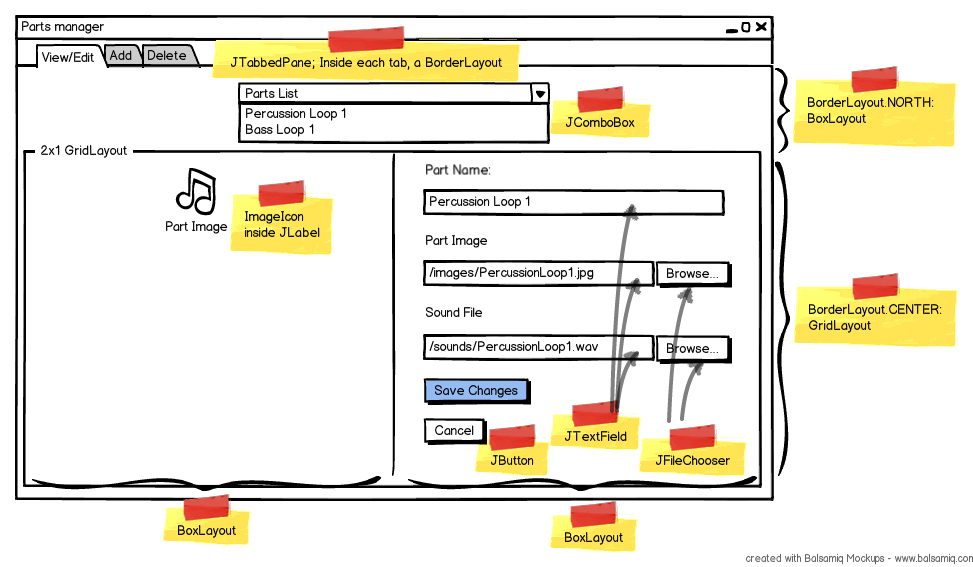 Parts manager
View/Edit
Add
Delete
JTabbedPane; Inside each tab, a BorderLayout
Parts List
Percussion Loop 1
Bass Loop 1
JComboBox
BorderLayout.NORTH:
BoxLayout
2x1 GridLayout
Part Image
ImageIcon
inside JLabel
Part Name:
Percussion Loop 1
Part Image
/images/PercussionLoop1.jpg
Browse...
Sound File
/sounds/PercussionLoop1.wav
Browse...
Save Changes
Cancel
JButton
JTextField
JFileChooser
BorderLayout.CENTER:
GridLayout
BoxLayout
BoxLayout
created with Balsamiq Mockups - www.balsamiq.com